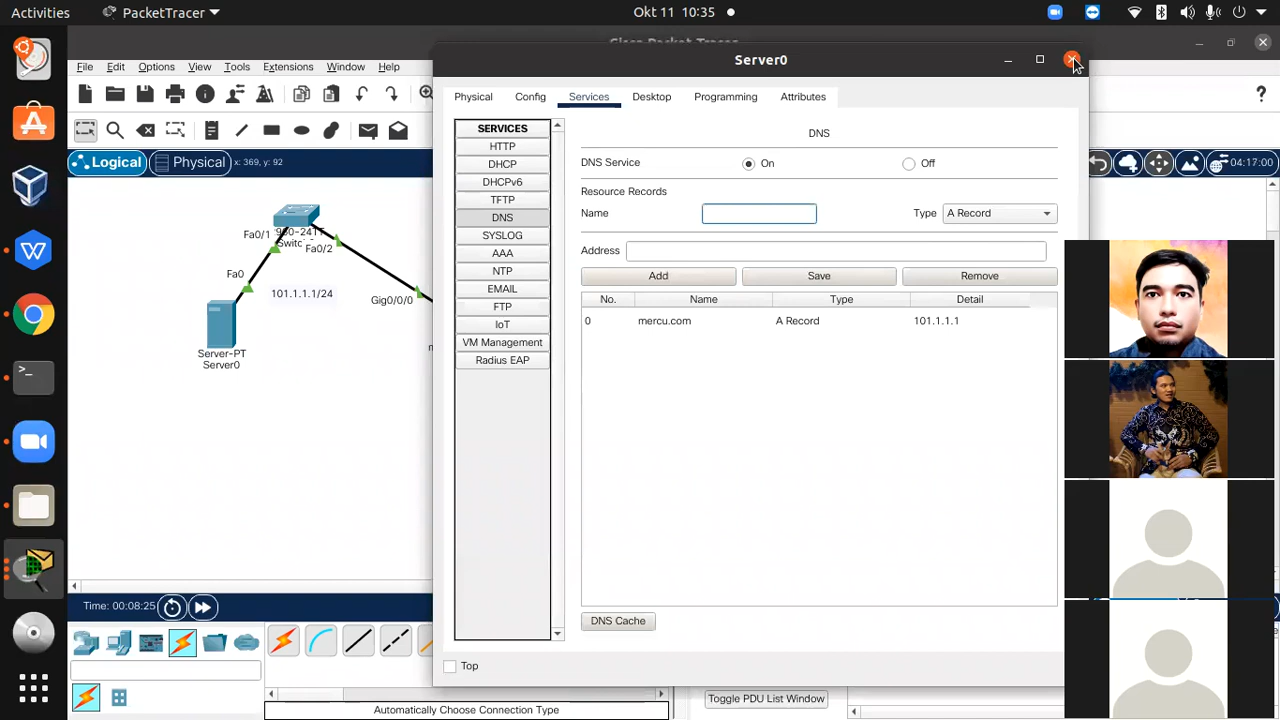 Activities
PacketTracer
Okt 11 10:35
File Edit Options View Tools Extensions Window Help
Logical
Physical
x: 369, y: 92
04:17:00
Fa0/1
Fa0/2
Fa0
101.1.1.1/24
Gig0/0/0
Server-PT
Server0
Time: 00:08:25
Automatically Choose Connection Type
Toggle PDU List Window
Server0
Physical Config Services Desktop Programming Attributes
SERVICES
HTTP
DHCP
DHCPv6
TFTP
DNS
SYSLOG
AAA
NTP
EMAIL
FTP
IoT
VM Management
Radius EAP
DNS
DNS Service On Off
Resource Records
Name Type A Record
Address
Add Save Remove
No. Name Type Detail
0 mercu.com A Record 101.1.1.1
DNS Cache
Top